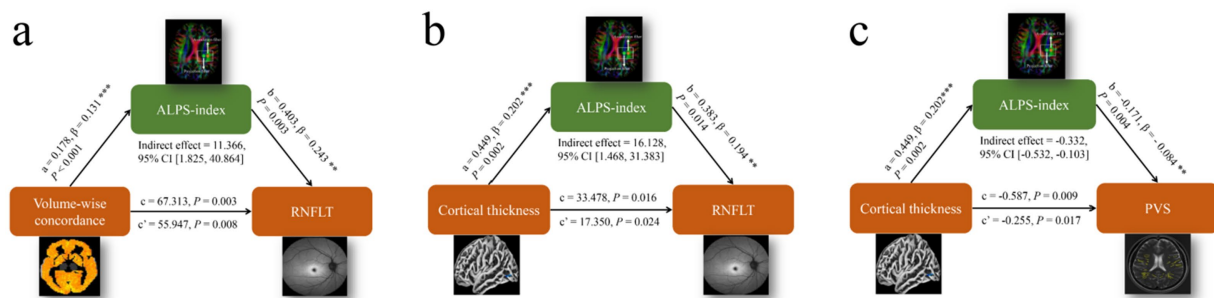 a
ALPS-index
a = 0.178, β = 0.131 ***
P < 0.001
b = 0.403, β = 0.243 **
P = 0.003
Indirect effect = 11.366,
95% CI [1.825, 40.864]
Volume-wise
concordance
c = 67.313, P = 0.003
c' = 55.947, P = 0.008
RNFLT
b
ALPS-index
a = 0.449, β = 0.202 ***
P = 0.002
b = 0.383, β = 0.194 **
P = 0.014
Indirect effect = 16.128,
95% CI [1.468, 31.383]
Cortical thickness
c = 33.478, P = 0.016
c' = 17.350, P = 0.024
RNFLT
c
ALPS-index
a = 0.449, β = 0.202***
P = 0.002
b = -0.171, β = - 0.084 **
P = 0.004
Indirect effect = -0.332,
95% CI [-0.532, -0.103]
Cortical thickness
c = -0.587, P = 0.009
c' = -0.255, P = 0.017
PVS